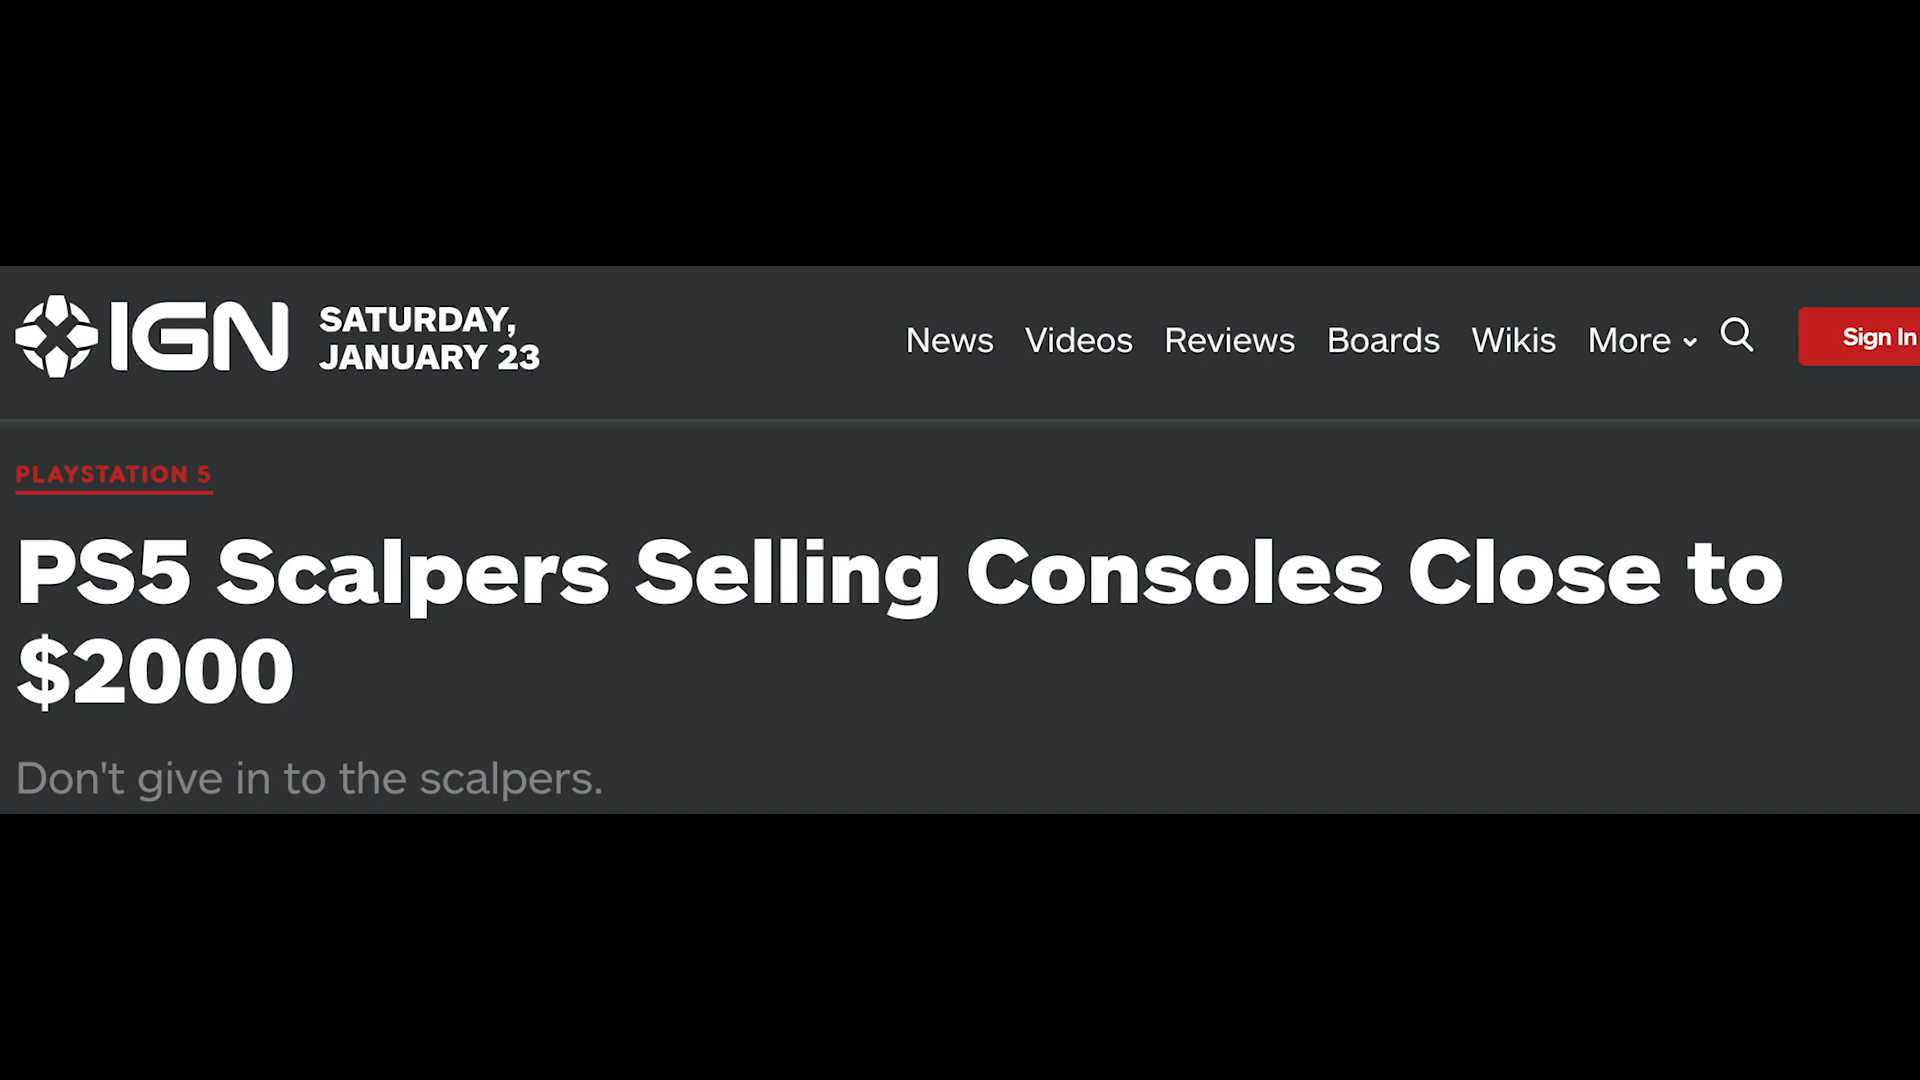 IGN
SATURDAY,
JANUARY 23
News Videos Reviews Boards Wikis More
Sign In
PLAYSTATION 5
PS5 Scalpers Selling Consoles Close to
$2000
Don't give in to the scalpers.